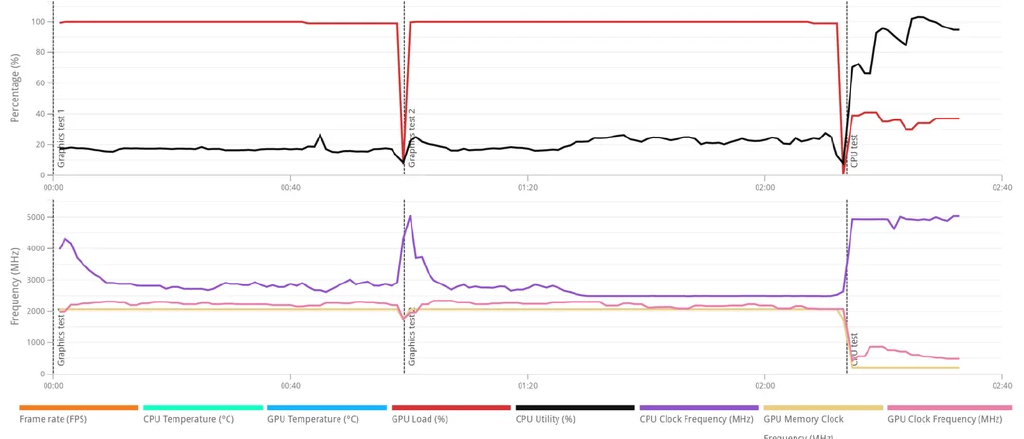 100
80
60
40
20
0
Percentage (%)
Graphics test 1
Graphics test 2
CPU test
00:00
00:40
01:20
02:00
02:40
5000
4000
3000
2000
1000
0
Frequency (MHz)
Graphics test
Graphics test
CPU test
00:00
00:40
01:20
02:00
02:40
Frame rate (FPS)
CPU Temperature (°C)
GPU Temperature (°C)
GPU Load (%)
CPU Utility (%)
CPU Clock Frequency (MHz)
GPU Memory Clock
Frequency (MHz)
GPU Clock Frequency (MHz)